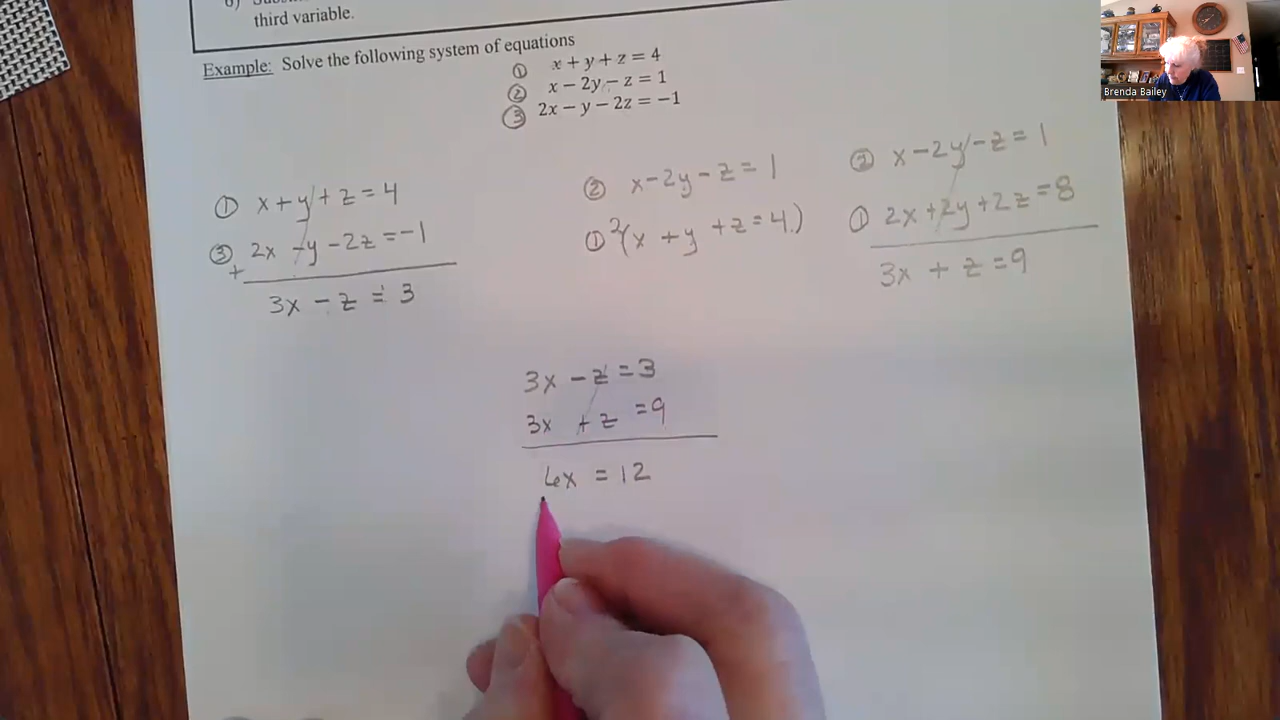 third variable.
Example: Solve the following system of equations
① x + y + z = 4
② x − 2y − z = 1
③ 2x − y − 2z = −1
① x + y + z = 4
③ 2x − y − 2z = −1
+
3x − z = 3
② x − 2y − z = 1
① 2(x + y + z = 4)
② x − 2y − z = 1
① 2x + 2y + 2z = 8
3x + z = 9
3x − z = 3
3x + z = 9
6x = 12
Brenda Bailey